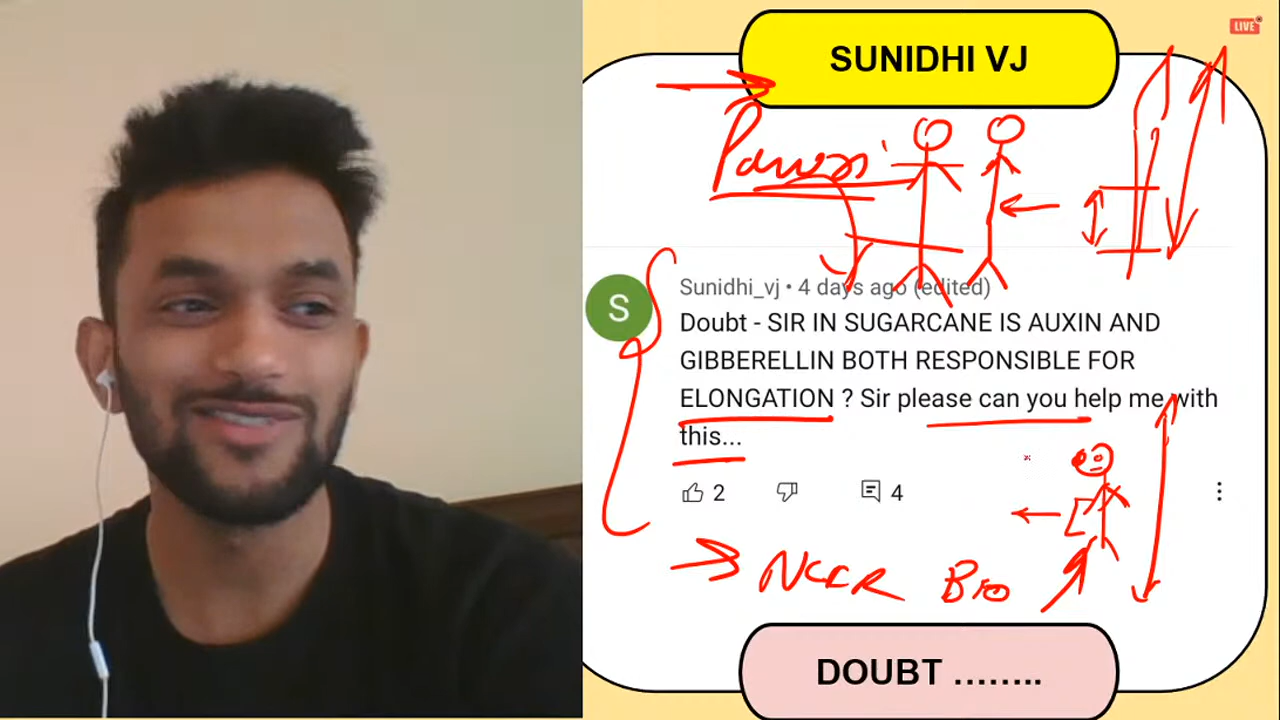 LIVE
SUNIDHI VJ
S
Sunidhi_vj • 4 days ago (edited)
Doubt - SIR IN SUGARCANE IS AUXIN AND
GIBBERELLIN BOTH RESPONSIBLE FOR
ELONGATION ? Sir please can you help me with
this...
2
4
Bio
DOUBT ........